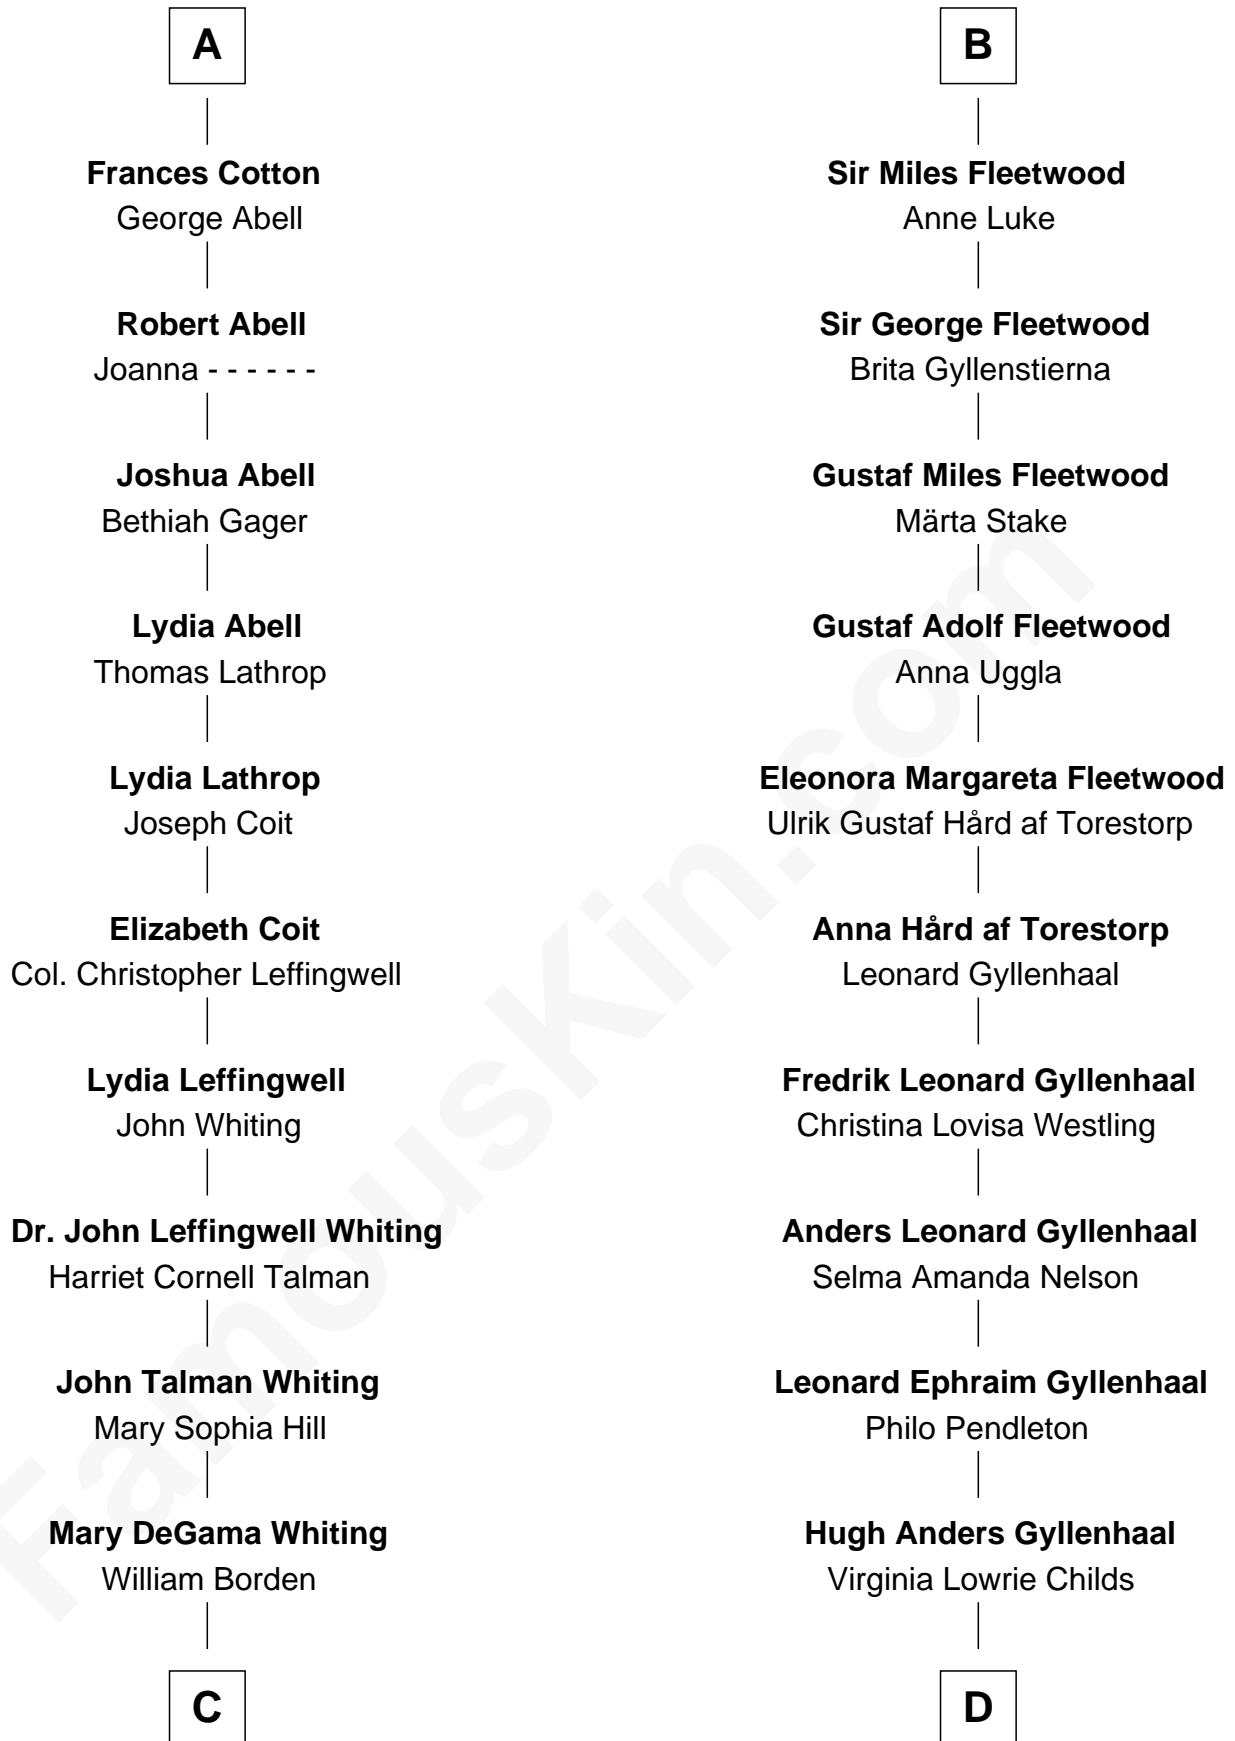 A
Frances Cotton
George Abell
Robert Abell
Joanna - - - - - -
Joshua Abell
Bethiah Gager
Lydia Abell
Thomas Lathrop
Lydia Lathrop
Joseph Coit
Elizabeth Coit
Col. Christopher Leffingwell
Lydia Leffingwell
John Whiting
Dr. John Leffingwell Whiting
Harriet Cornell Talman
John Talman Whiting
Mary Sophia Hill
Mary DeGama Whiting
William Borden
C
B
Sir Miles Fleetwood
Anne Luke
Sir George Fleetwood
Brita Gyllenstierna
Gustaf Miles Fleetwood
Märta Stake
Gustaf Adolf Fleetwood
Anna Uggla
Eleonora Margareta Fleetwood
Ulrik Gustaf Hård af Torestorp
Anna Hård af Torestorp
Leonard Gyllenhaal
Fredrik Leonard Gyllenhaal
Christina Lovisa Westling
Anders Leonard Gyllenhaal
Selma Amanda Nelson
Leonard Ephraim Gyllenhaal
Philo Pendleton
Hugh Anders Gyllenhaal
Virginia Lowrie Childs
D
FamousKin.com